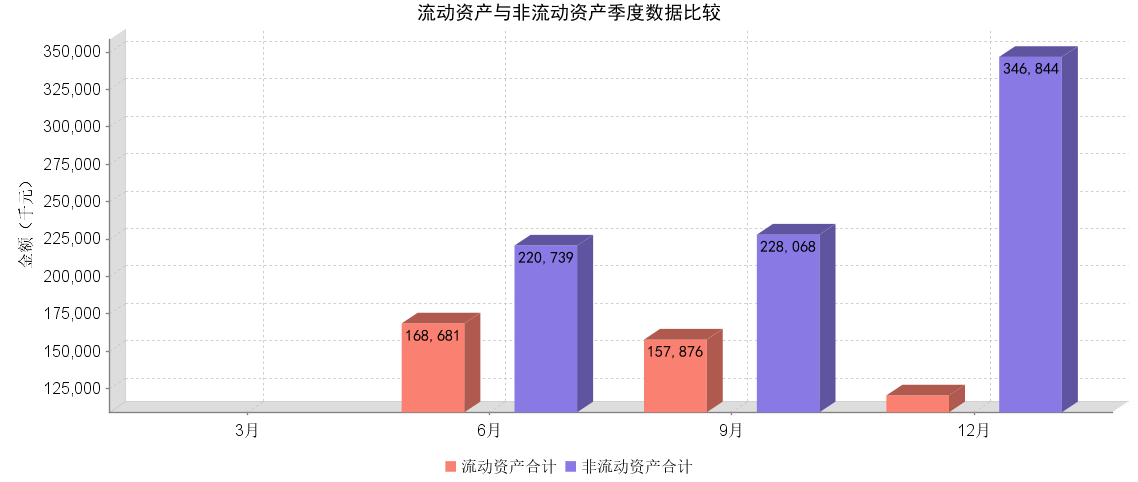 流动资产与非流动资产季度数据比较
350,000
325,000
300,000
275,000
250,000
225,000
200,000
175,000
150,000
125,000
金额（千元）
168,681
220,739
157,876
228,068
346,844
3月
6月
9月
12月
流动资产合计
非流动资产合计